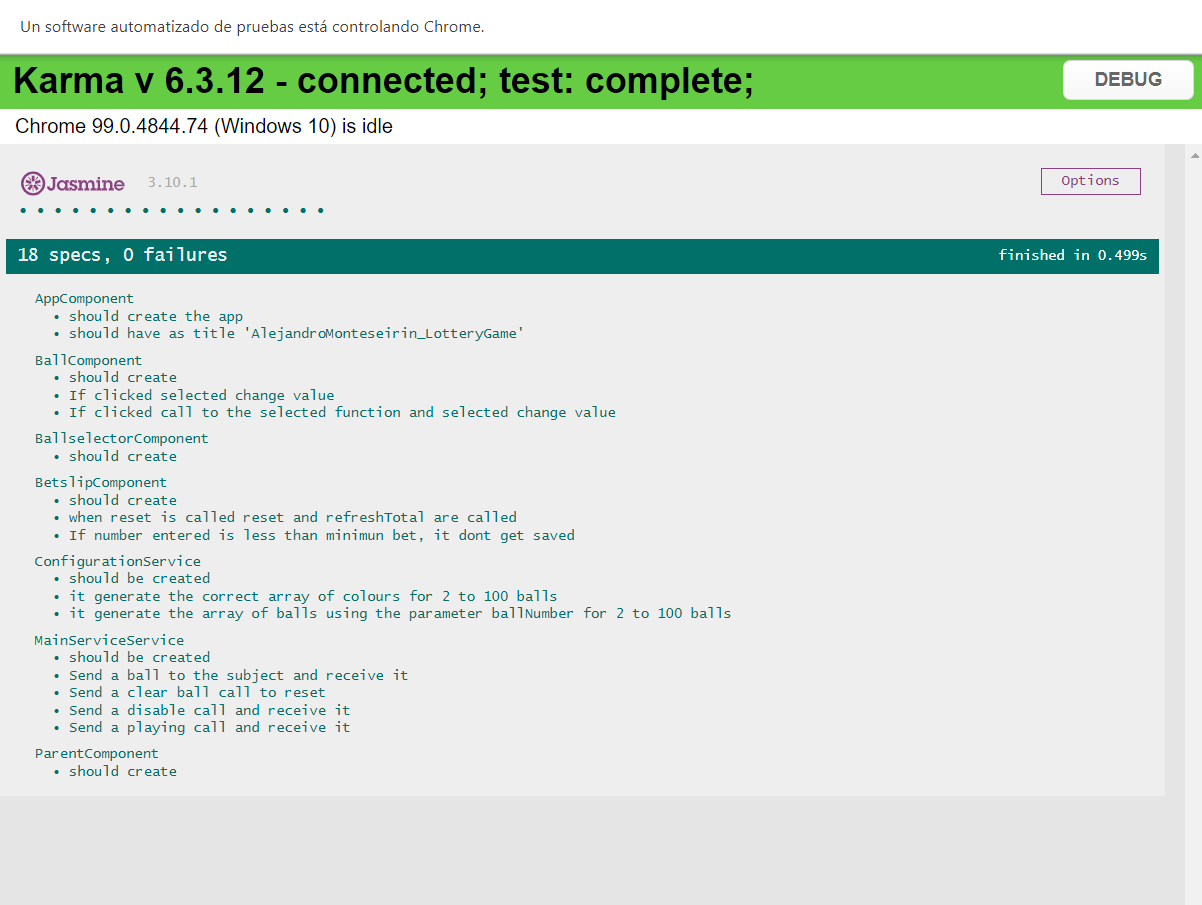 Un software automatizado de pruebas está controlando Chrome.
Karma v 6.3.12 - connected; test: complete;
DEBUG
Chrome 99.0.4844.74 (Windows 10) is idle
Jasmine 3.10.1
Options
18 specs, 0 failures
finished in 0.499s
AppComponent
• should create the app
• should have as title 'AlejandroMonteseirin_LotteryGame'
BallComponent
• should create
• If clicked selected change value
• If clicked call to the selected function and selected change value
BallselectorComponent
• should create
BetslipComponent
• should create
• when reset is called reset and refreshTotal are called
• If number entered is less than minimun bet, it dont get saved
ConfigurationService
• should be created
• it generate the correct array of colours for 2 to 100 balls
• it generate the array of balls using the parameter ballNumber for 2 to 100 balls
MainServiceService
• should be created
• Send a ball to the subject and receive it
• Send a clear ball call to reset
• Send a disable call and receive it
• Send a playing call and receive it
ParentComponent
• should create